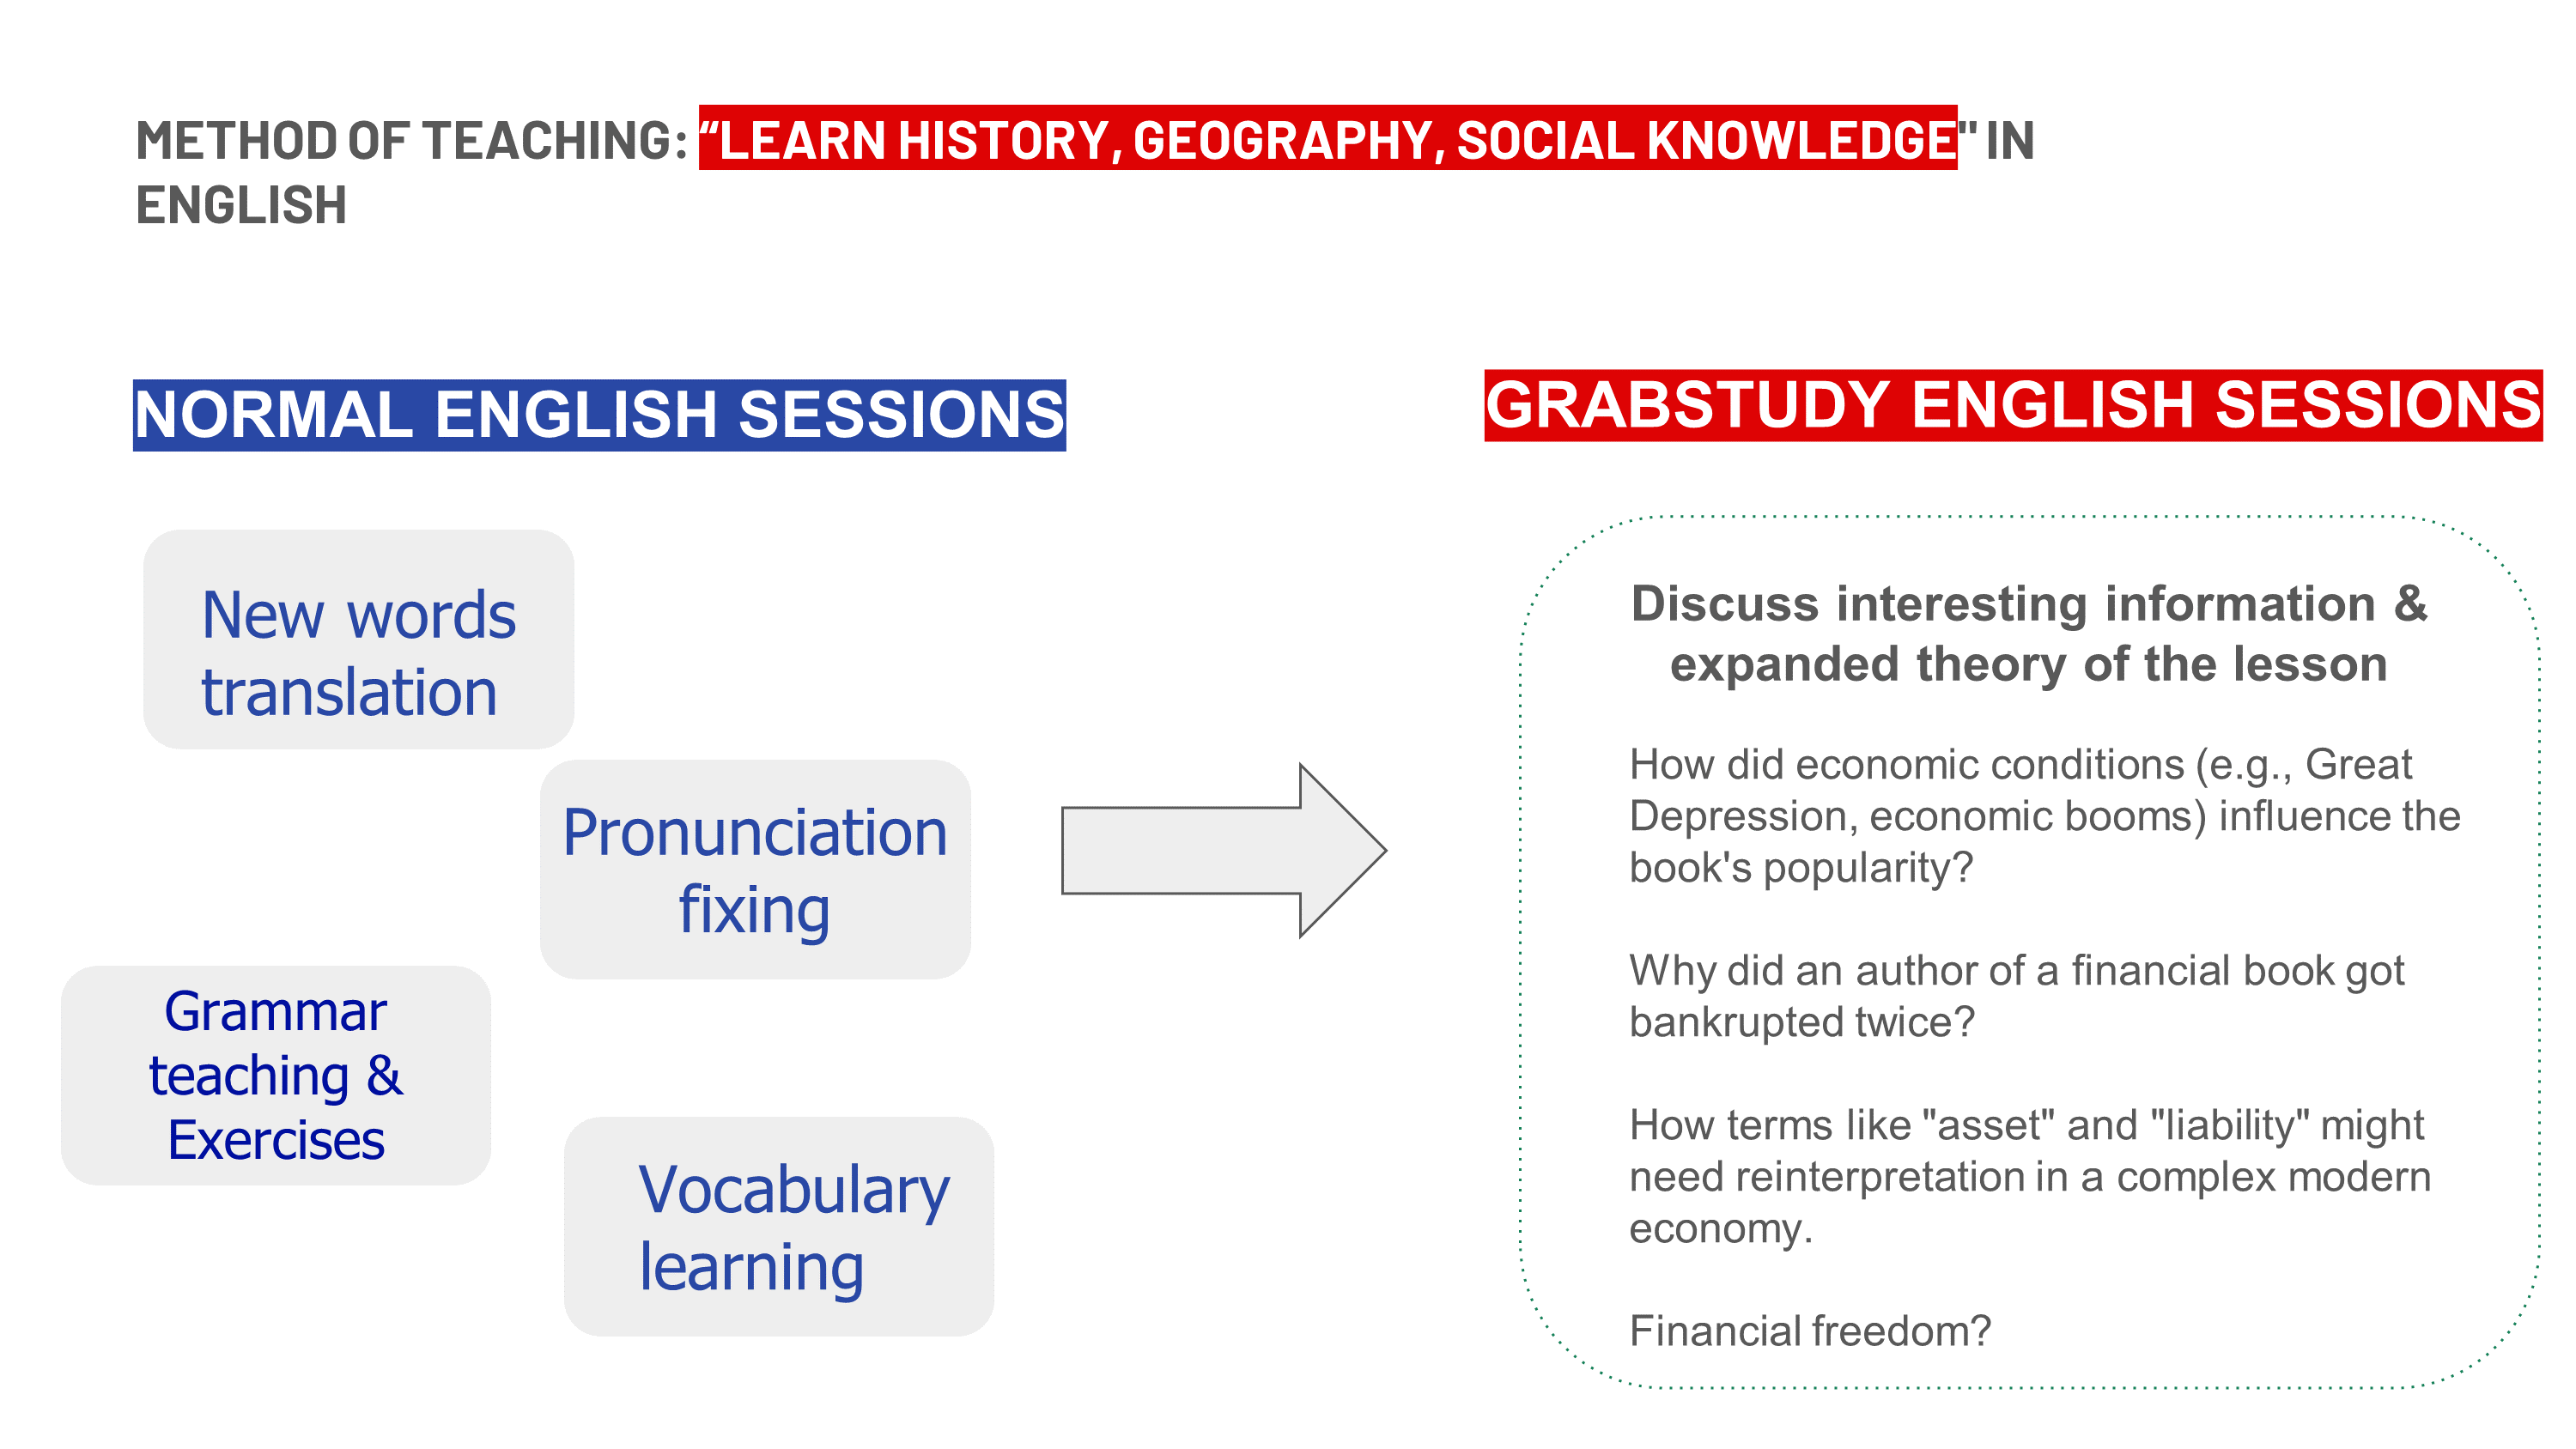 METHOD OF TEACHING: “LEARN HISTORY, GEOGRAPHY, SOCIAL KNOWLEDGE" IN
ENGLISH
NORMAL ENGLISH SESSIONS
New words
translation
Pronunciation
fixing
Grammar
teaching &
Exercises
Vocabulary
learning
GRABSTUDY ENGLISH SESSIONS
Discuss interesting information &
expanded theory of the lesson
How did economic conditions (e.g., Great
Depression, economic booms) influence the
book's popularity?
Why did an author of a financial book got
bankrupted twice?
How terms like "asset" and "liability" might
need reinterpretation in a complex modern
economy.
Financial freedom?